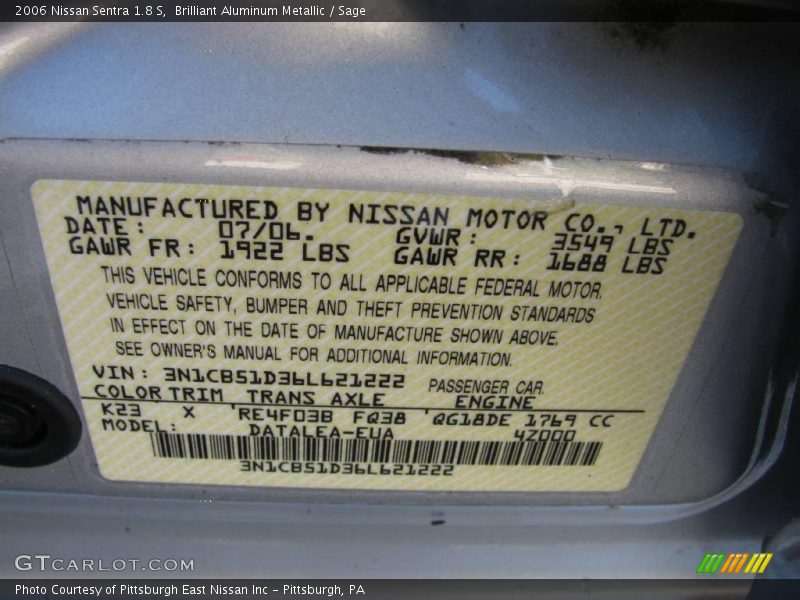 2006 Nissan Sentra 1.8 S, Brilliant Aluminum Metallic / Sage
MANUFACTURED BY NISSAN MOTOR CO., LTD.
DATE: 07/06. GVWR: 3549 LBS
GAWR FR: 1922 LBS GAWR RR: 1688 LBS
THIS VEHICLE CONFORMS TO ALL APPLICABLE FEDERAL MOTOR.
VEHICLE SAFETY, BUMPER AND THEFT PREVENTION STANDARDS
IN EFFECT ON THE DATE OF MANUFACTURE SHOWN ABOVE.
SEE OWNER'S MANUAL FOR ADDITIONAL INFORMATION.
VIN: 3N1CB51D36L621222 PASSENGER CAR.
COLOR TRIM TRANS AXLE ENGINE
K23 X 'RE4F03B FQ38 'QG18DE 1769 CC
MODEL: DATALEA-EUA 4Z000
3N1CB51D36L621222
GTCARLOT.COM
Photo Courtesy of Pittsburgh East Nissan Inc - Pittsburgh, PA